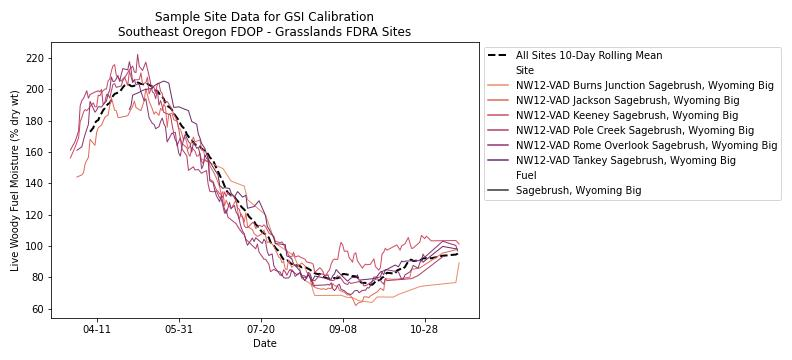 Sample Site Data for GSI Calibration
Southeast Oregon FDOP - Grasslands FDRA Sites
Live Woody Fuel Moisture (% dry wt)
220
200
180
160
140
120
100
80
60
04-11
05-31
07-20
09-08
10-28
Date
All Sites 10-Day Rolling Mean
Site
NW12-VAD Burns Junction Sagebrush, Wyoming Big
NW12-VAD Jackson Sagebrush, Wyoming Big
NW12-VAD Keeney Sagebrush, Wyoming Big
NW12-VAD Pole Creek Sagebrush, Wyoming Big
NW12-VAD Rome Overlook Sagebrush, Wyoming Big
NW12-VAD Tankey Sagebrush, Wyoming Big
Fuel
Sagebrush, Wyoming Big